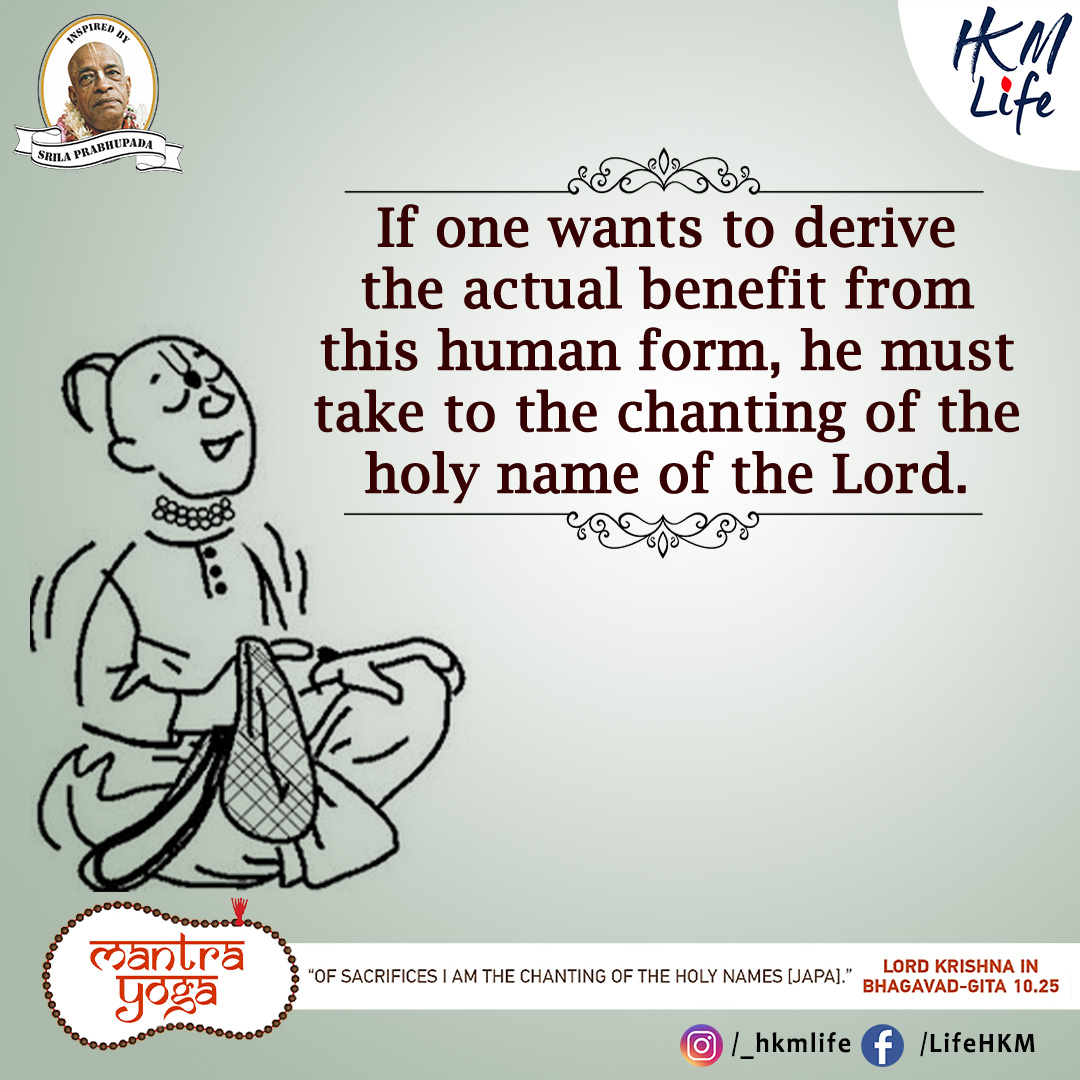 INSPIRED BY
SRILA PRABHUPADA
HKM
Life
If one wants to derive
the actual benefit from
this human form, he must
take to the chanting of the
holy name of the Lord.
mantra
yoga
“OF SACRIFICES I AM THE CHANTING OF THE HOLY NAMES [JAPA].”
LORD KRISHNA IN
BHAGAVAD-GITA 10.25
/_hkmlife
/LifeHKM